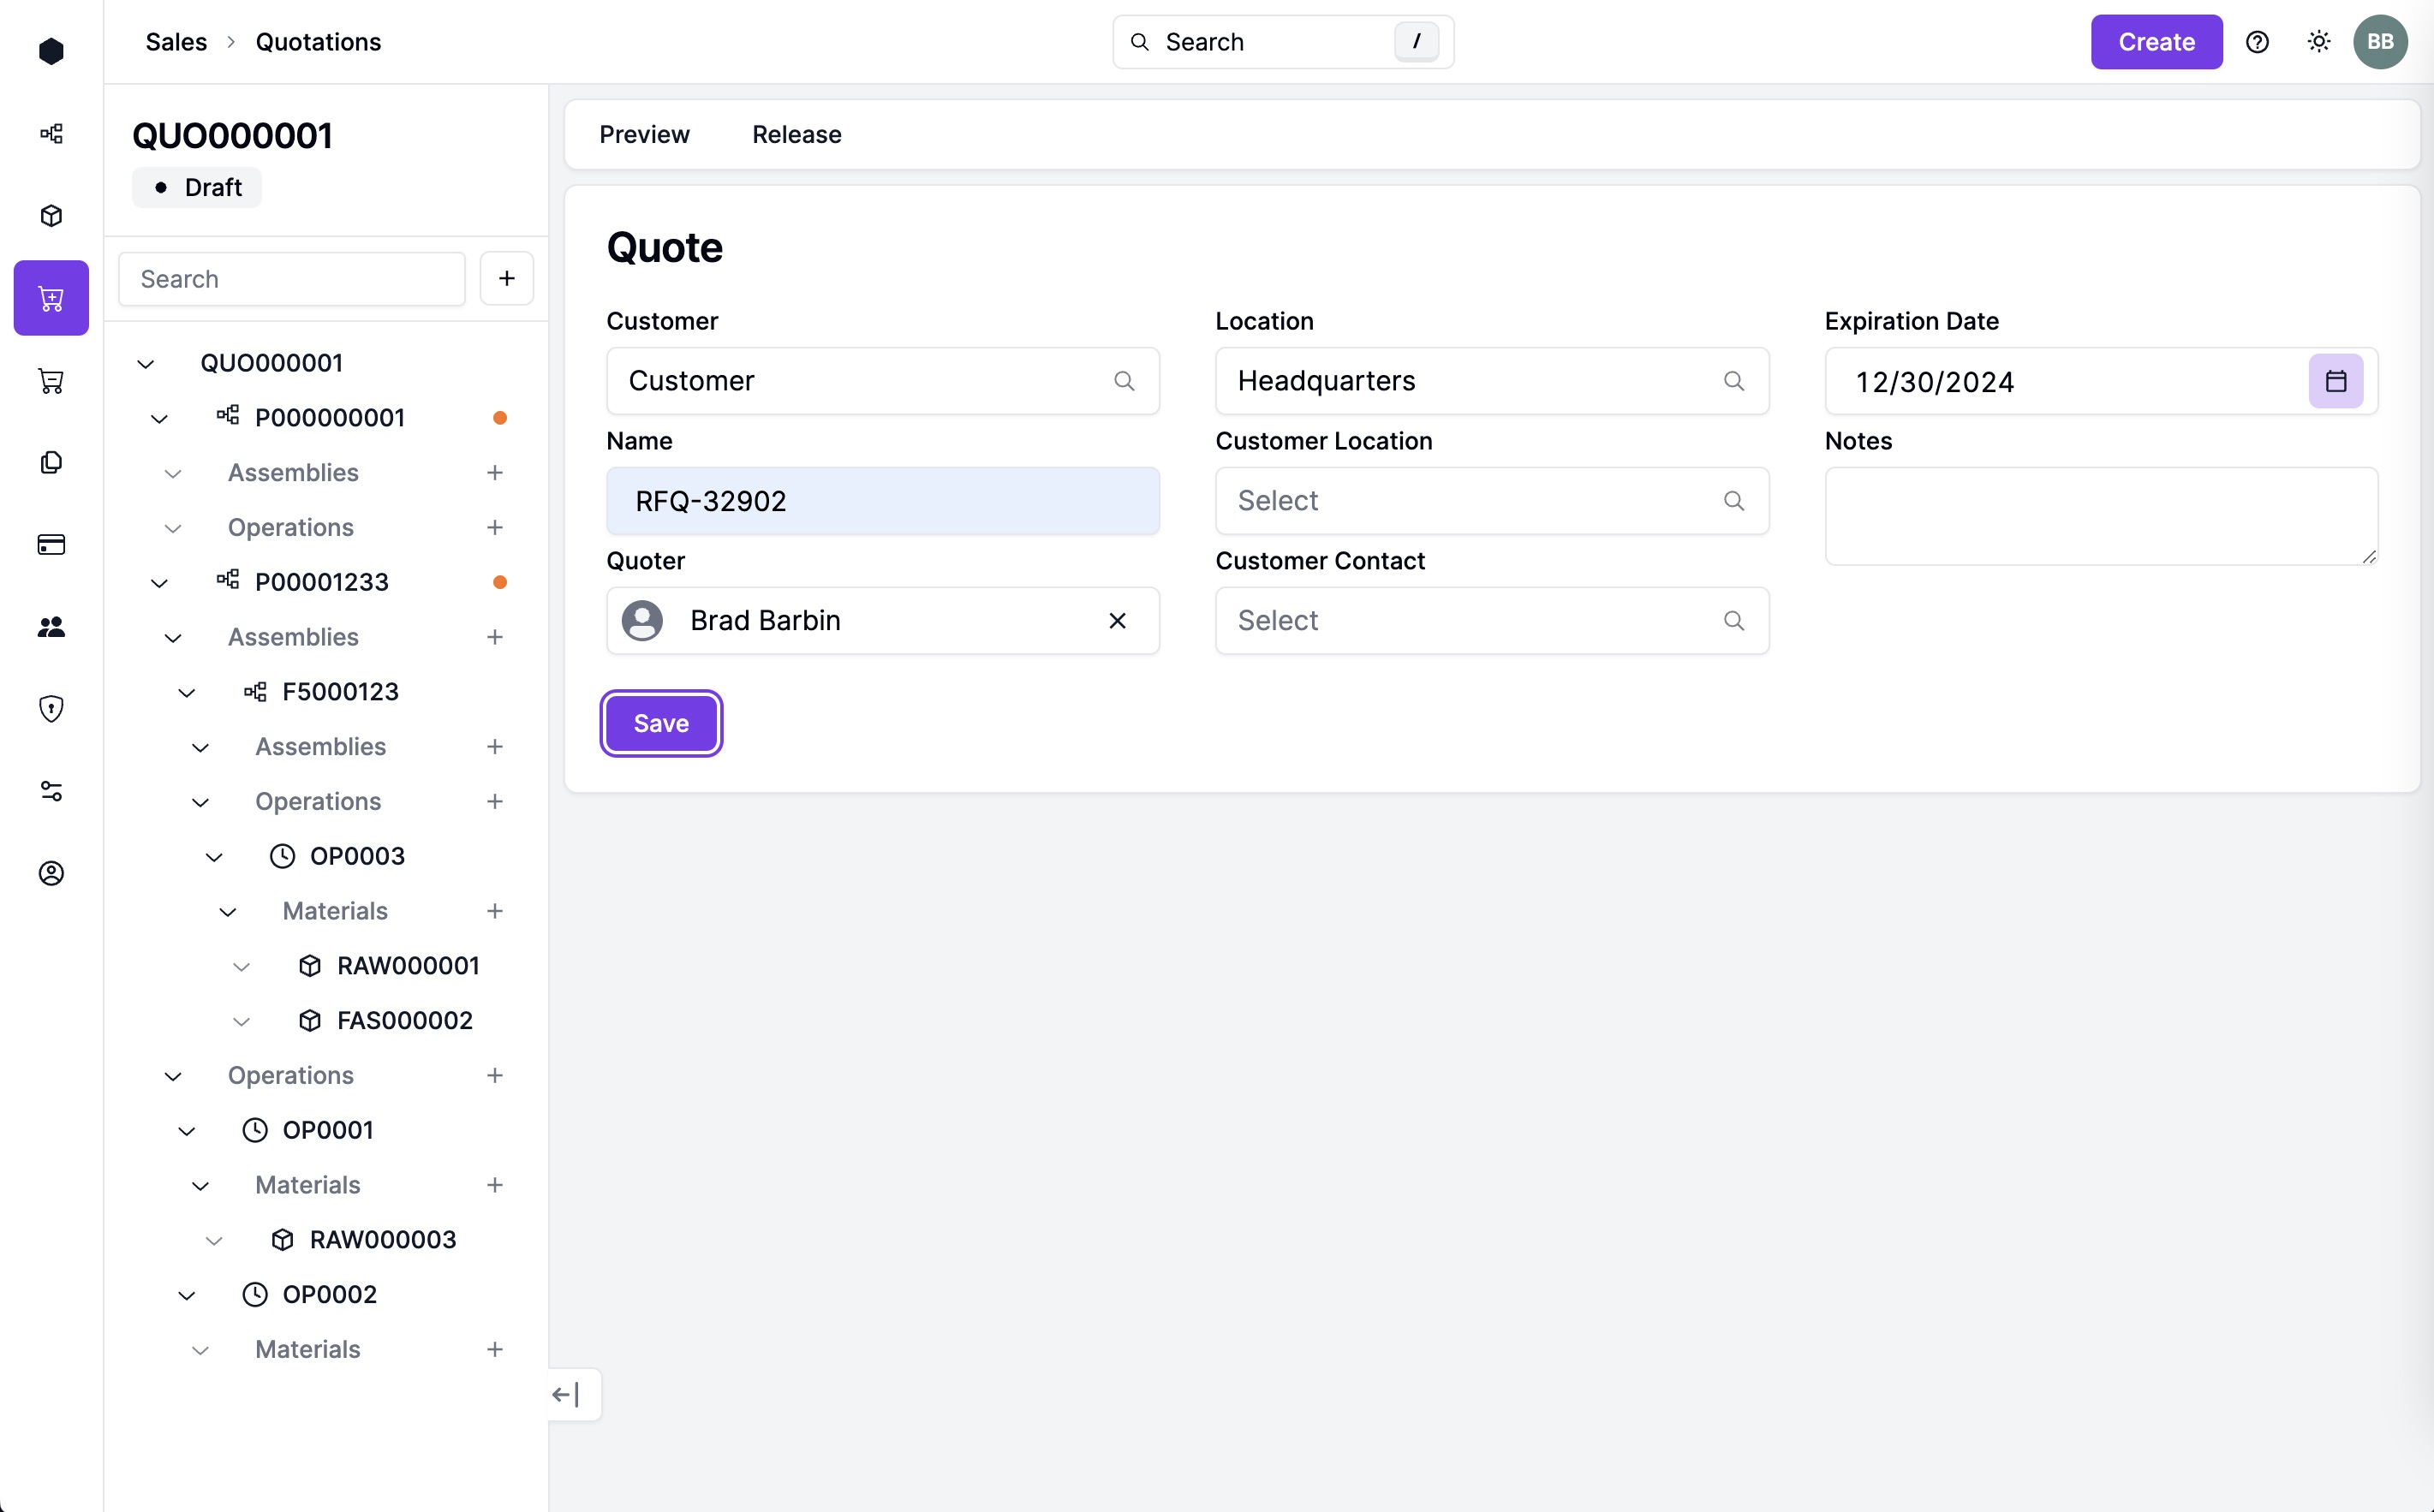 Sales > Quotations
Search /
Create
BB
QUO000001
Draft
Search
QUO000001
P000000001
Assemblies
Operations
P00001233
Assemblies
F5000123
Assemblies
Operations
OP0003
Materials
RAW000001
FAS000002
Operations
OP0001
Materials
RAW000003
OP0002
Materials
Preview Release
Quote
Customer
Customer
Name
RFQ-32902
Quoter
Brad Barbin
Location
Headquarters
Customer Location
Select
Customer Contact
Select
Expiration Date
12/30/2024
Notes
Save